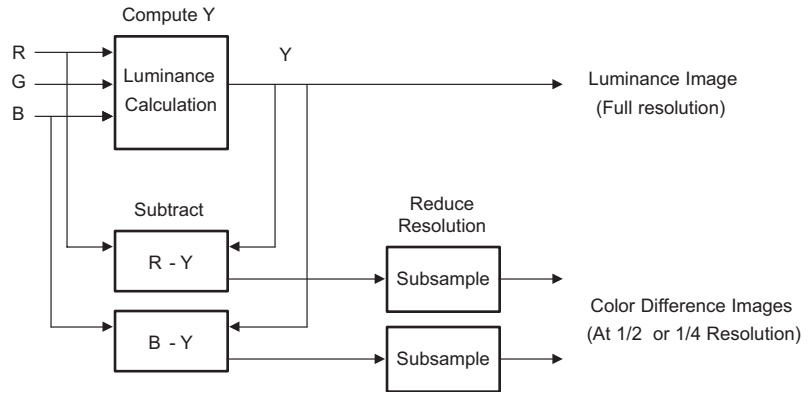 Compute Y
R
G
B
Luminance
Calculation
Y
Luminance Image
(Full resolution)
Subtract
R - Y
B - Y
Reduce
Resolution
Subsample
Subsample
Color Difference Images
(At 1/2 or 1/4 Resolution)